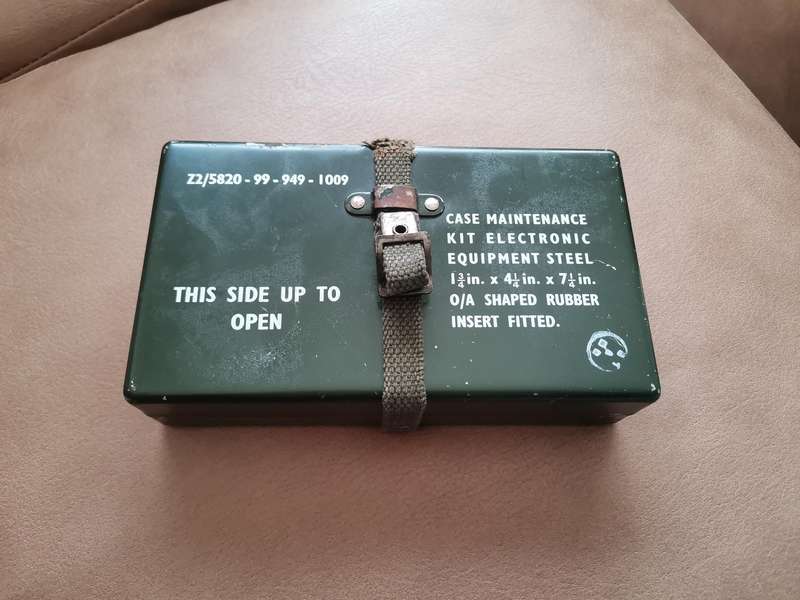 Z2/5820-99-949-1009
THIS SIDE UP TO
OPEN
CASE MAINTENANCE
KIT ELECTRONIC
EQUIPMENT STEEL
1¾in. x 4¼in. x 7¼in.
O/A SHAPED RUBBER
INSERT FITTED.